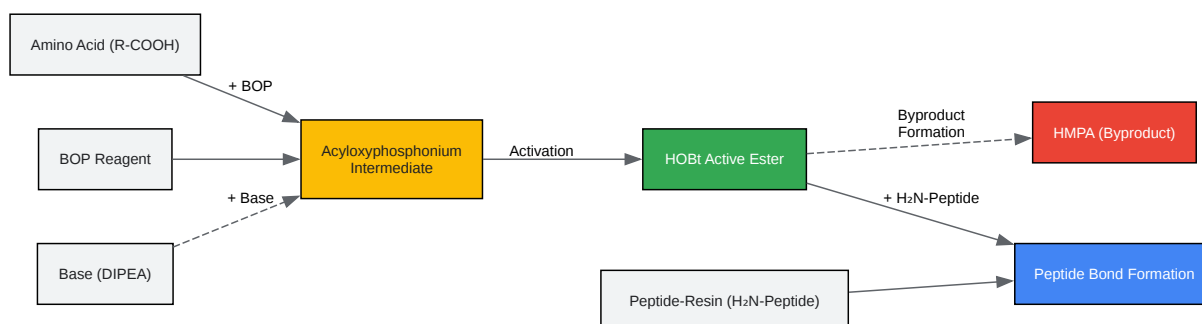 Amino Acid (R-COOH)
+ BOP
BOP Reagent
+ Base
Base (DIPEA)
Acyloxyphosphonium
Intermediate
Activation
HOBt Active Ester
Byproduct
Formation
HMPA (Byproduct)
+ H₂N-Peptide
Peptide-Resin (H₂N-Peptide)
Peptide Bond Formation